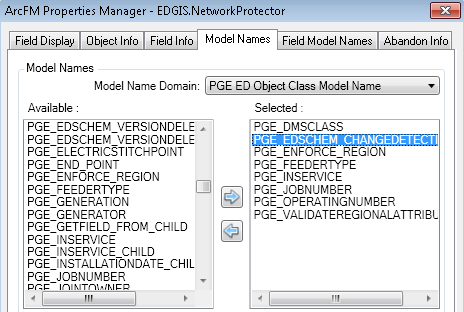 ArcFM Properties Manager - EDGIS.NetworkProtector
Field Display
Object Info
Field Info
Model Names
Field Model Names
Abandon Info
Model Names
Model Name Domain:
PGE ED Object Class Model Name
Available :
Selected :
PGE_EDSCHEM_VERSIONDELE
PGE_EDSCHEM_VERSIONDELE
PGE_ELECTRICSTITCHPOINT
PGE_END_POINT
PGE_ENFORCE_REGION
PGE_FEEDERTYPE
PGE_GENERATION
PGE_GENERATOR
PGE_GETFIELD_FROM_CHILD
PGE_INSERVICE
PGE_INSERVICE_CHILD
PGE_INSTALLATIONDATE_CHIL
PGE_JOBNUMBER
PGE_JOINTOWNER
PGE_DMSCLASS
PGE_EDSCHEM_CHANGEDETECTI
PGE_ENFORCE_REGION
PGE_FEEDERTYPE
PGE_INSERVICE
PGE_JOBNUMBER
PGE_OPERATINGNUMBER
PGE_VALIDATEREGIONALATTRIBU